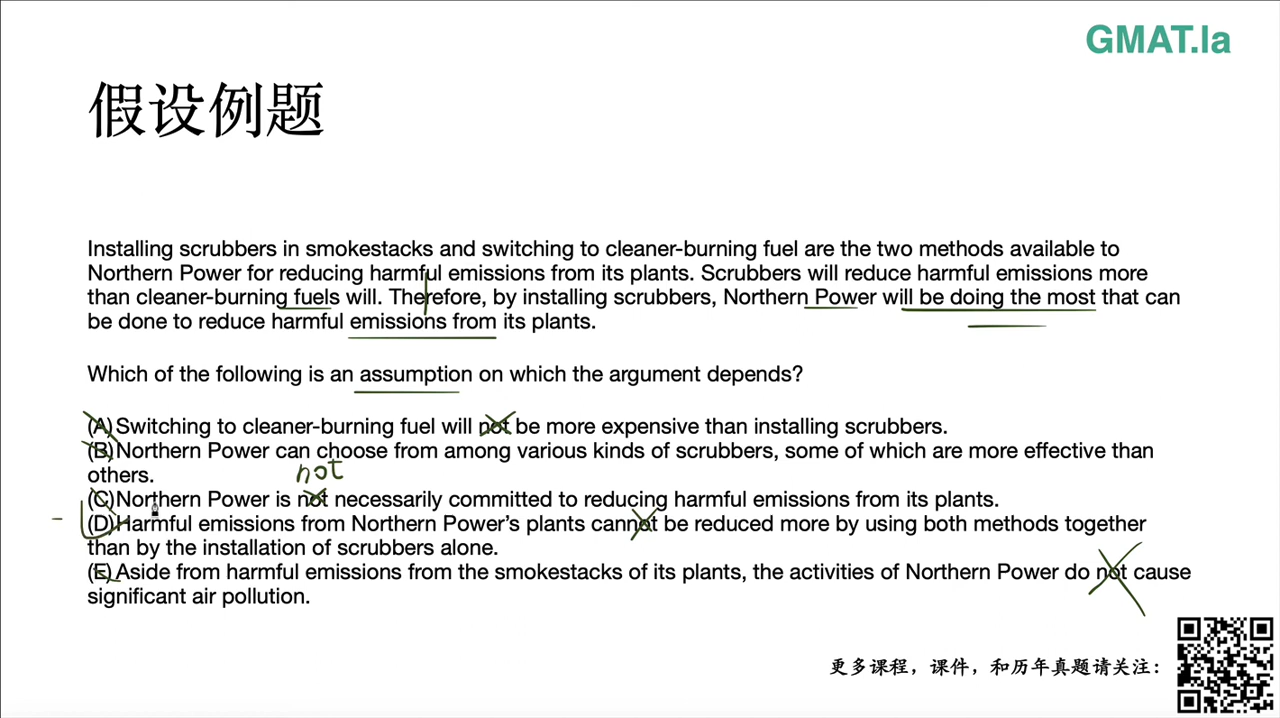 GMAT.la
假设例题
Installing scrubbers in smokestacks and switching to cleaner-burning fuel are the two methods available to
Northern Power for reducing harmful emissions from its plants. Scrubbers will reduce harmful emissions more
than cleaner-burning fuels will. Therefore, by installing scrubbers, Northern Power will be doing the most that can
be done to reduce harmful emissions from its plants.
Which of the following is an assumption on which the argument depends?
(A) Switching to cleaner-burning fuel will not be more expensive than installing scrubbers.
(B) Northern Power can choose from among various kinds of scrubbers, some of which are more effective than
others.
not
(C) Northern Power is not necessarily committed to reducing harmful emissions from its plants.
(D) Harmful emissions from Northern Power's plants cannot be reduced more by using both methods together
than by the installation of scrubbers alone.
(E) Aside from harmful emissions from the smokestacks of its plants, the activities of Northern Power do not cause
significant air pollution.
更多课程，课件，和历年真题请关注：